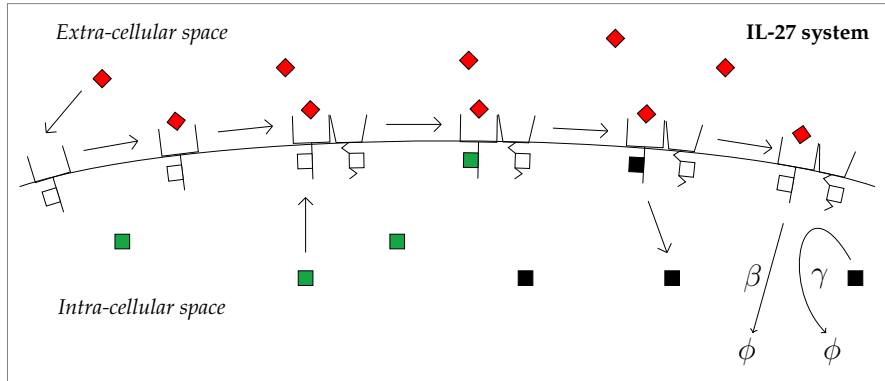 Extra-cellular space
IL-27 system
β
γ
Intra-cellular space
ϕ
ϕ